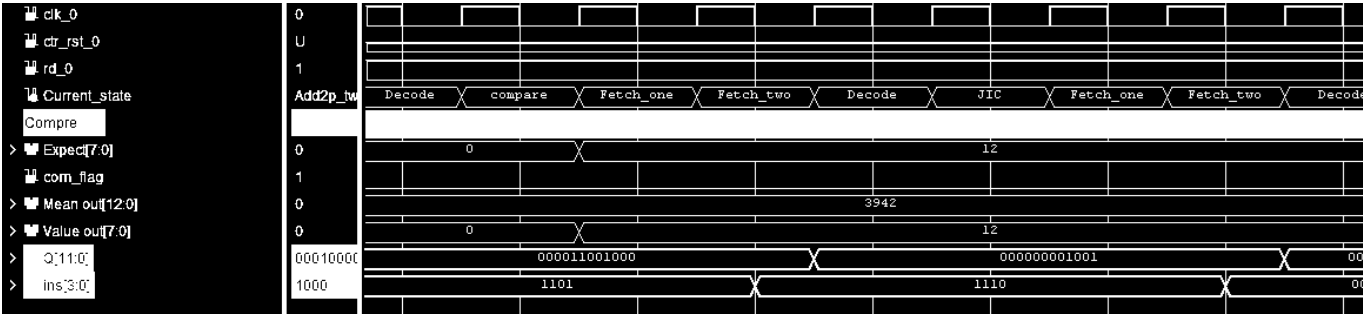 clk_0 0
ctr_rst_0 U
rd_0 1
Current_state Add2p_tw Decode compare Fetch_one Fetch_two Decode JIC Fetch_one Fetch_two Decode
Compre
> Expect[7:0] 0 0 12
com_flag 1
> Mean out[12:0] 0 3942
> Value out[7:0] 0 0 12
> Q[11:0] 00010000 000011001000 000000001001 00
> ins[3:0] 1000 1101 1110 00